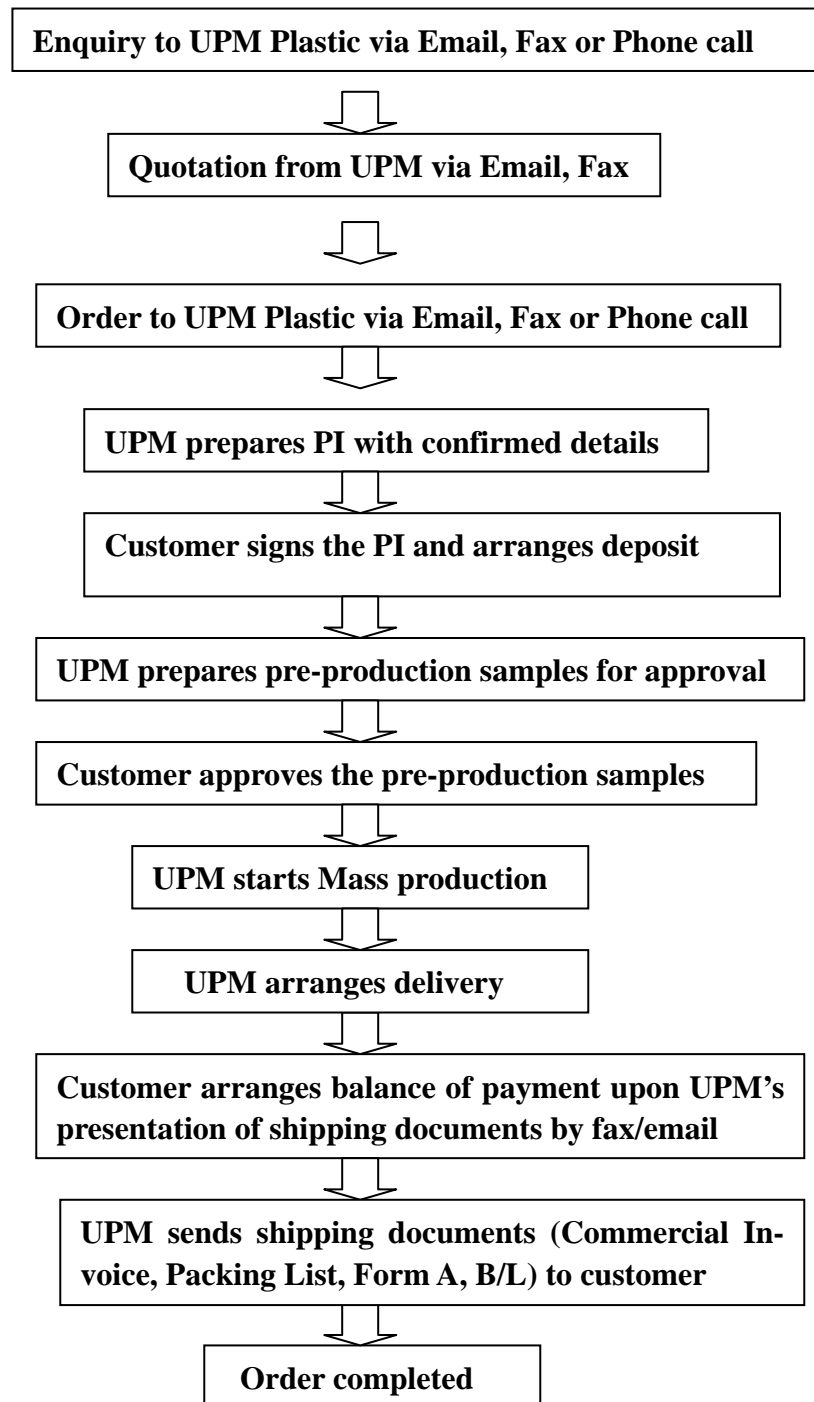 Enquiry to UPM Plastic via Email, Fax or Phone call
Quotation from UPM via Email, Fax
Order to UPM Plastic via Email, Fax or Phone call
UPM prepares PI with confirmed details
Customer signs the PI and arranges deposit
UPM prepares pre-production samples for approval
Customer approves the pre-production samples
UPM starts Mass production
UPM arranges delivery
Customer arranges balance of payment upon UPM’s
presentation of shipping documents by fax/email
UPM sends shipping documents (Commercial In-
voice, Packing List, Form A, B/L) to customer
Order completed